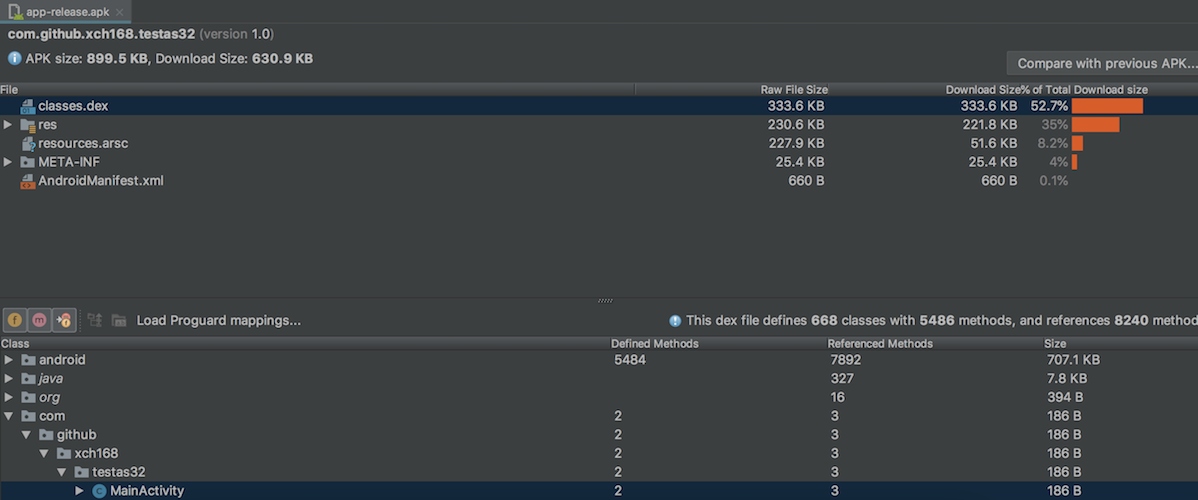 app-release.apk
com.github.xch168.testas32 (version 1.0)
APK size: 899.5 KB, Download Size: 630.9 KB
Compare with previous APK...
File Raw File Size Download Size % of Total Download size
classes.dex 333.6 KB 333.6 KB 52.7%
res 230.6 KB 221.8 KB 35%
resources.arsc 227.9 KB 51.6 KB 8.2%
META-INF 25.4 KB 25.4 KB 4%
AndroidManifest.xml 660 B 660 B 0.1%
Load Proguard mappings... This dex file defines 668 classes with 5486 methods, and references 8240 method
Class Defined Methods Referenced Methods Size
android 5484 7892 707.1 KB
java 327 7.8 KB
org 16 394 B
com 2 3 186 B
github 2 3 186 B
xch168 2 3 186 B
testas32 2 3 186 B
MainActivity 2 3 186 B